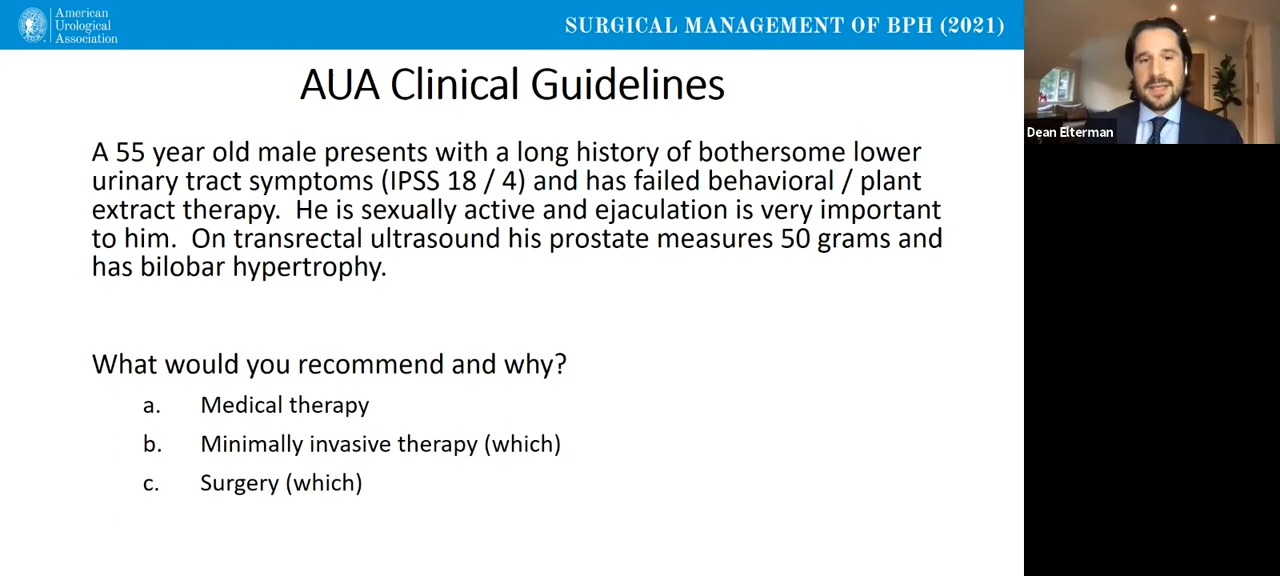 American
Urological
Association
SURGICAL MANAGEMENT OF BPH (2021)
AUA Clinical Guidelines
A 55 year old male presents with a long history of bothersome lower
urinary tract symptoms (IPSS 18 / 4) and has failed behavioral / plant
extract therapy. He is sexually active and ejaculation is very important
to him. On transrectal ultrasound his prostate measures 50 grams and
has bilobar hypertrophy.
What would you recommend and why?
a. Medical therapy
b. Minimally invasive therapy (which)
c. Surgery (which)
Dean Elterman